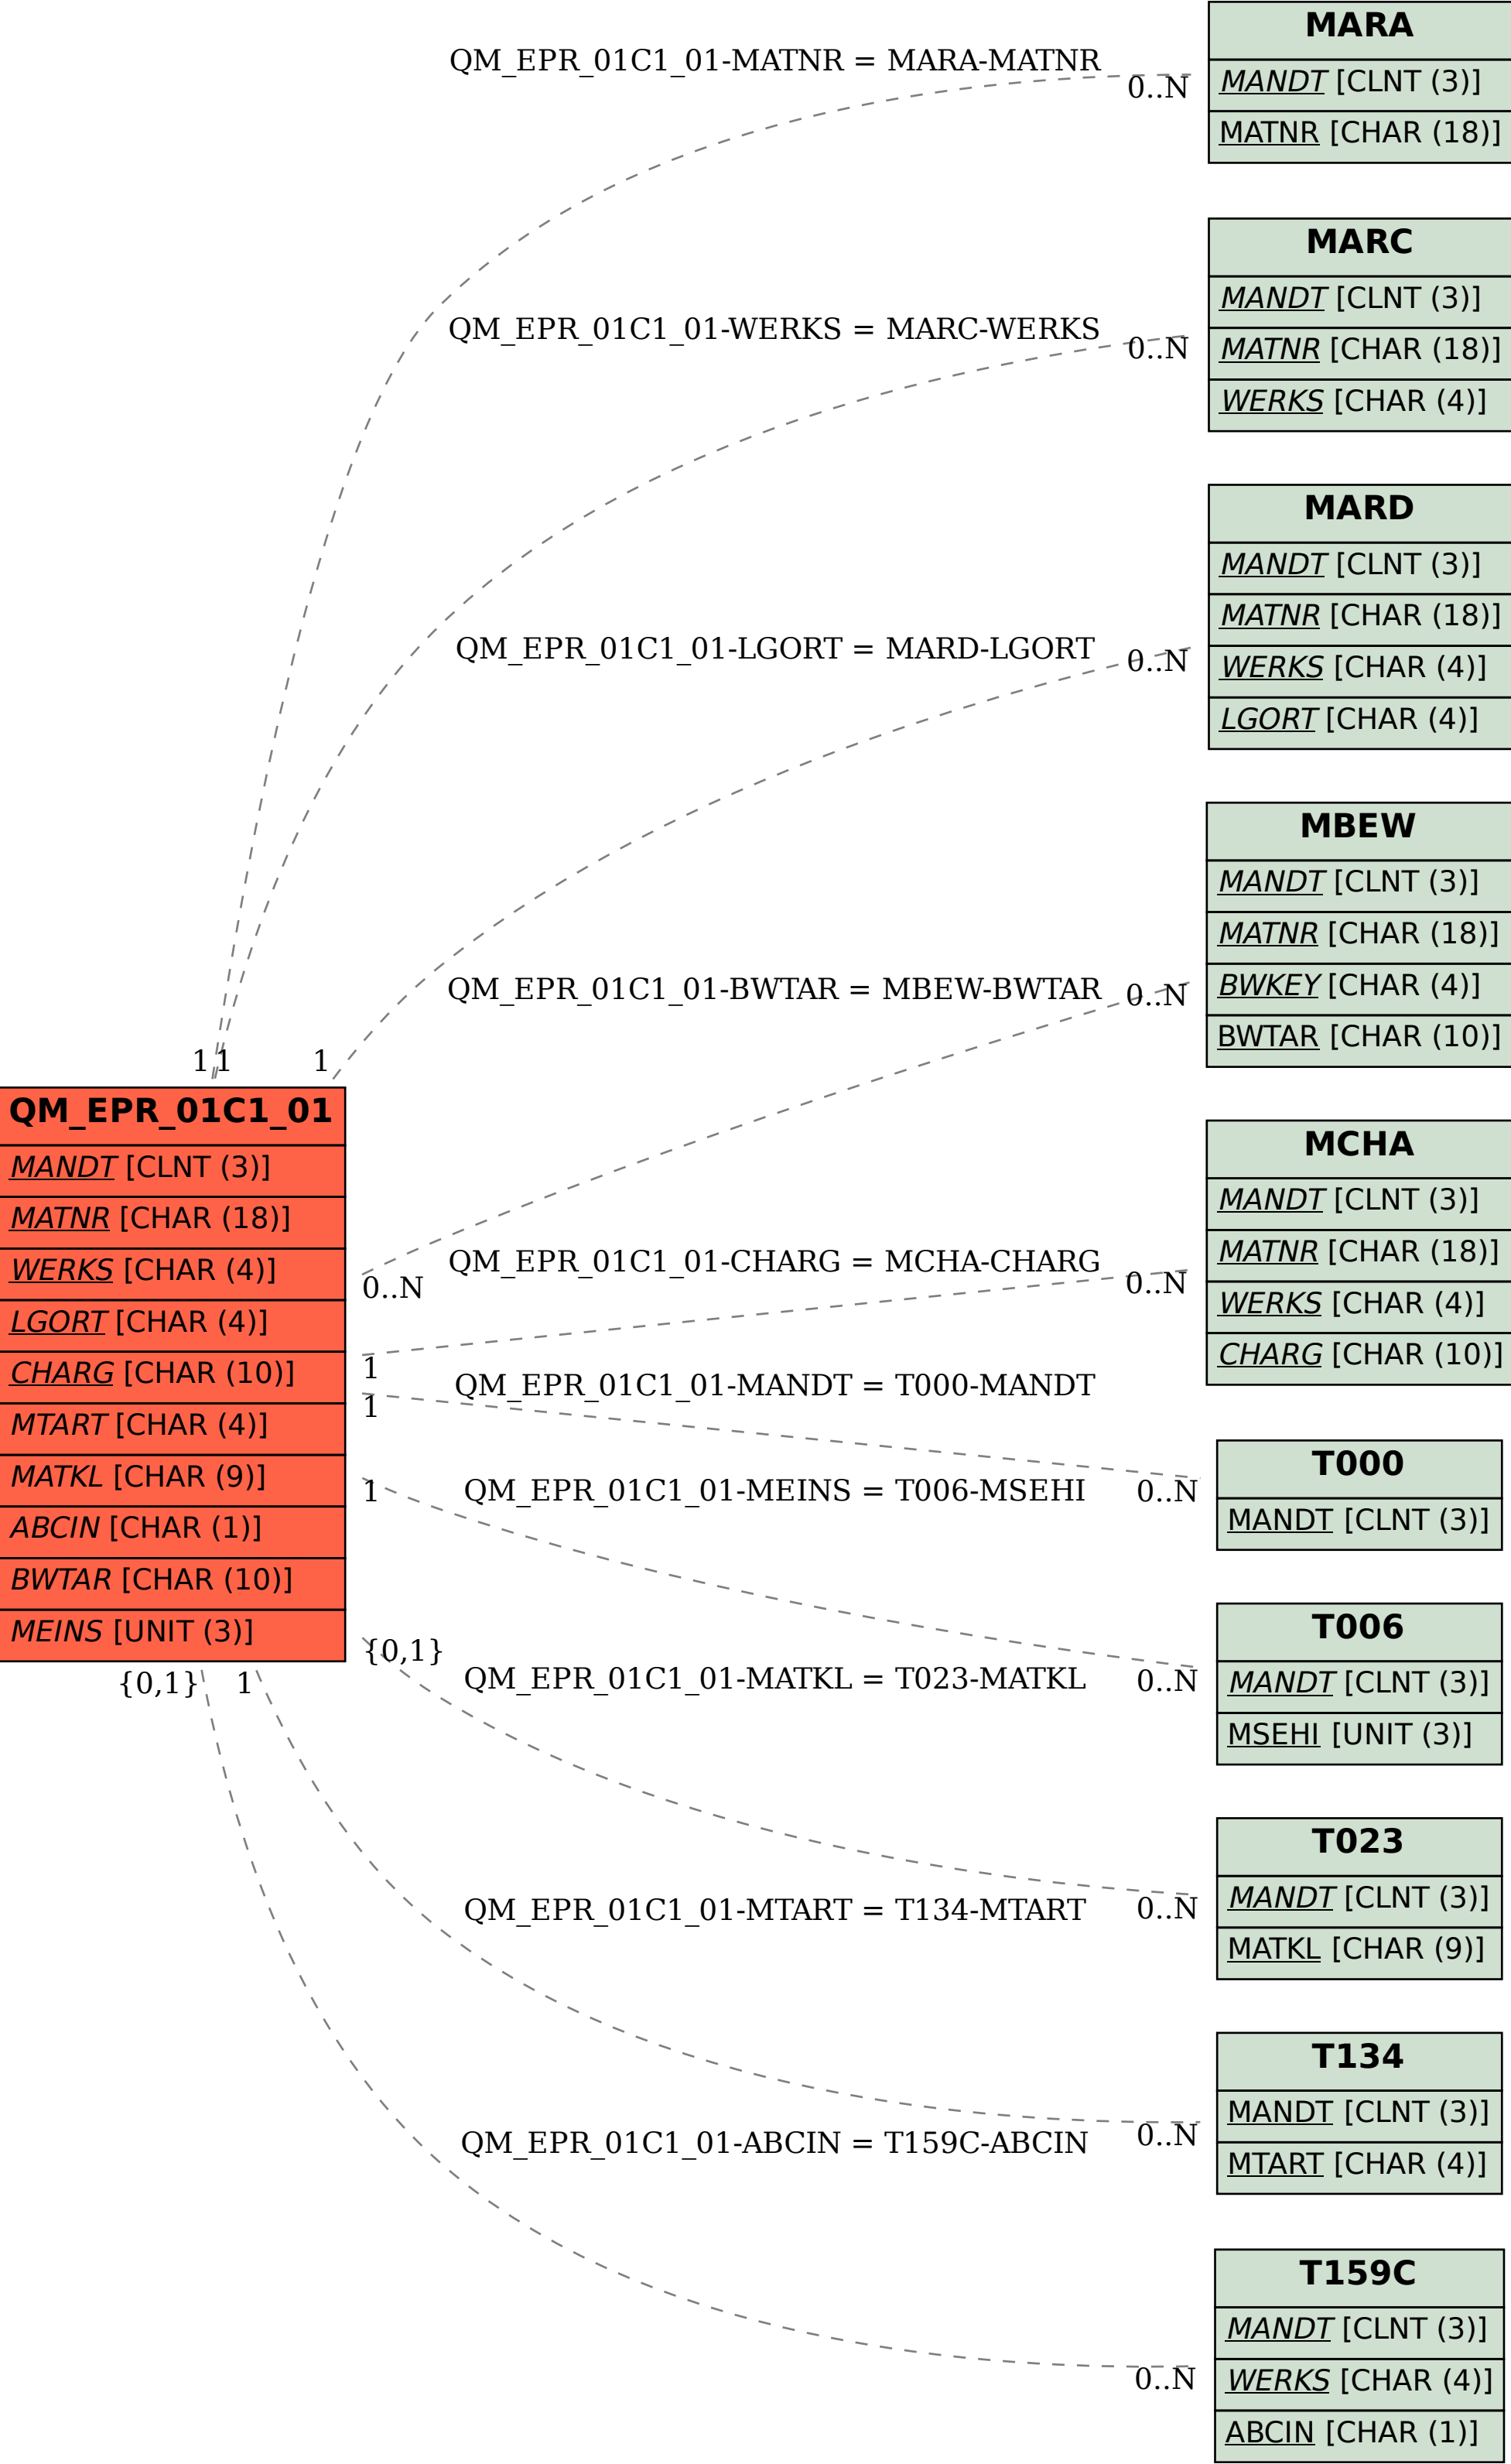 MARA
MANDT [CLNT (3)]
MATNR [CHAR (18)]
QM_EPR_01C1_01-MATNR = MARA-MATNR
0..N
MARC
MANDT [CLNT (3)]
MATNR [CHAR (18)]
WERKS [CHAR (4)]
QM_EPR_01C1_01-WERKS = MARC-WERKS
0..N
MARD
MANDT [CLNT (3)]
MATNR [CHAR (18)]
WERKS [CHAR (4)]
LGORT [CHAR (4)]
QM_EPR_01C1_01-LGORT = MARD-LGORT
0..N
MBEW
MANDT [CLNT (3)]
MATNR [CHAR (18)]
BWKEY [CHAR (4)]
BWTAR [CHAR (10)]
QM_EPR_01C1_01-BWTAR = MBEW-BWTAR
0..N
1
1
1
QM_EPR_01C1_01
MANDT [CLNT (3)]
MATNR [CHAR (18)]
WERKS [CHAR (4)]
LGORT [CHAR (4)]
CHARG [CHAR (10)]
MTART [CHAR (4)]
MATKL [CHAR (9)]
ABCIN [CHAR (1)]
BWTAR [CHAR (10)]
MEINS [UNIT (3)]
0..N
QM_EPR_01C1_01-CHARG = MCHA-CHARG
0..N
MCHA
MANDT [CLNT (3)]
MATNR [CHAR (18)]
WERKS [CHAR (4)]
CHARG [CHAR (10)]
1
QM_EPR_01C1_01-MANDT = T000-MANDT
1
0..N
T000
MANDT [CLNT (3)]
1
QM_EPR_01C1_01-MEINS = T006-MSEHI
0..N
T006
MANDT [CLNT (3)]
MSEHI [UNIT (3)]
{0,1}
QM_EPR_01C1_01-MATKL = T023-MATKL
0..N
T023
MANDT [CLNT (3)]
MATKL [CHAR (9)]
{0,1}
1
QM_EPR_01C1_01-MTART = T134-MTART
0..N
T134
MANDT [CLNT (3)]
MTART [CHAR (4)]
QM_EPR_01C1_01-ABCIN = T159C-ABCIN
0..N
T159C
MANDT [CLNT (3)]
WERKS [CHAR (4)]
ABCIN [CHAR (1)]